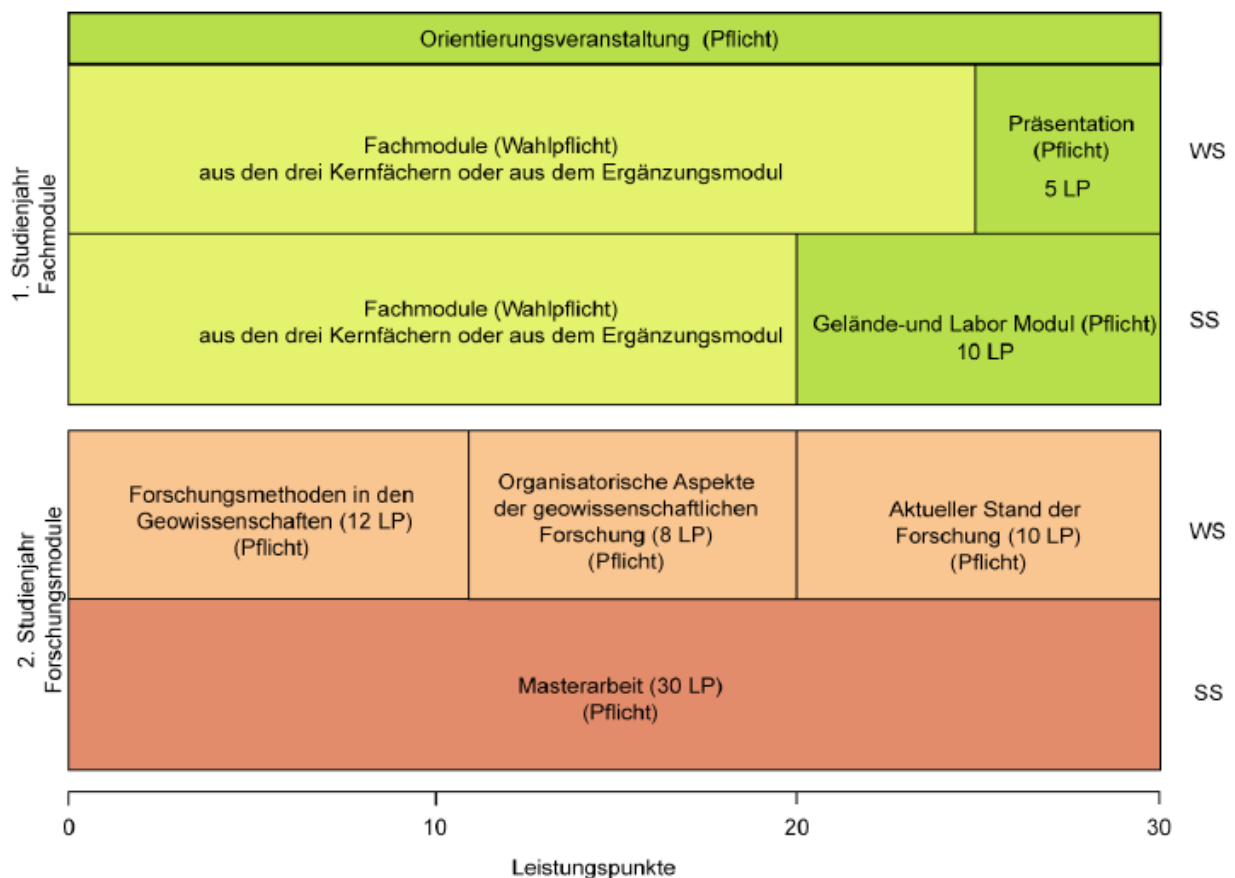 Orientierungsveranstaltung (Pflicht)
Fachmodule (Wahlpflicht)
aus den drei Kernfächern oder aus dem Ergänzungsmodul
Präsentation
(Pflicht)
5 LP
WS
Fachmodule (Wahlpflicht)
aus den drei Kernfächern oder aus dem Ergänzungsmodul
Gelände-und Labor Modul (Pflicht)
10 LP
SS
1. Studienjahr
Fachmodule
Forschungsmethoden in den
Geowissenschaften (12 LP)
(Pflicht)
Organisatorische Aspekte
der geowissenschaftlichen
Forschung (8 LP)
(Pflicht)
Aktueller Stand der
Forschung (10 LP)
(Pflicht)
WS
Masterarbeit (30 LP)
(Pflicht)
SS
2. Studienjahr
Forschungsmodule
0 10 20 30
Leistungspunkte